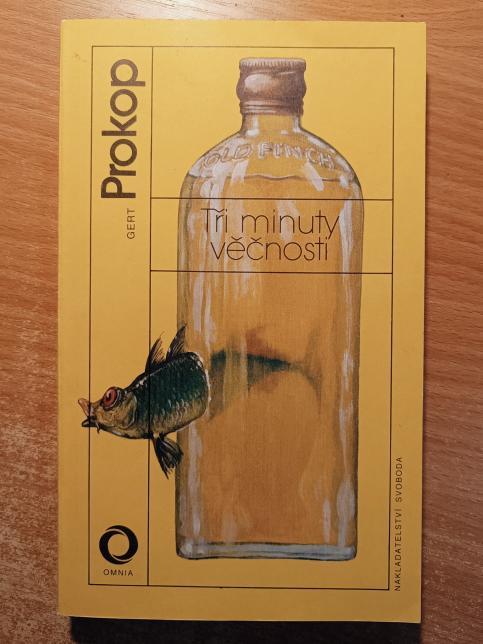 GERT
Prokop
OLD FINCH
Tři minuty
věčnosti
OMNIA
NAKLADATELSTVÍ SVOBODA